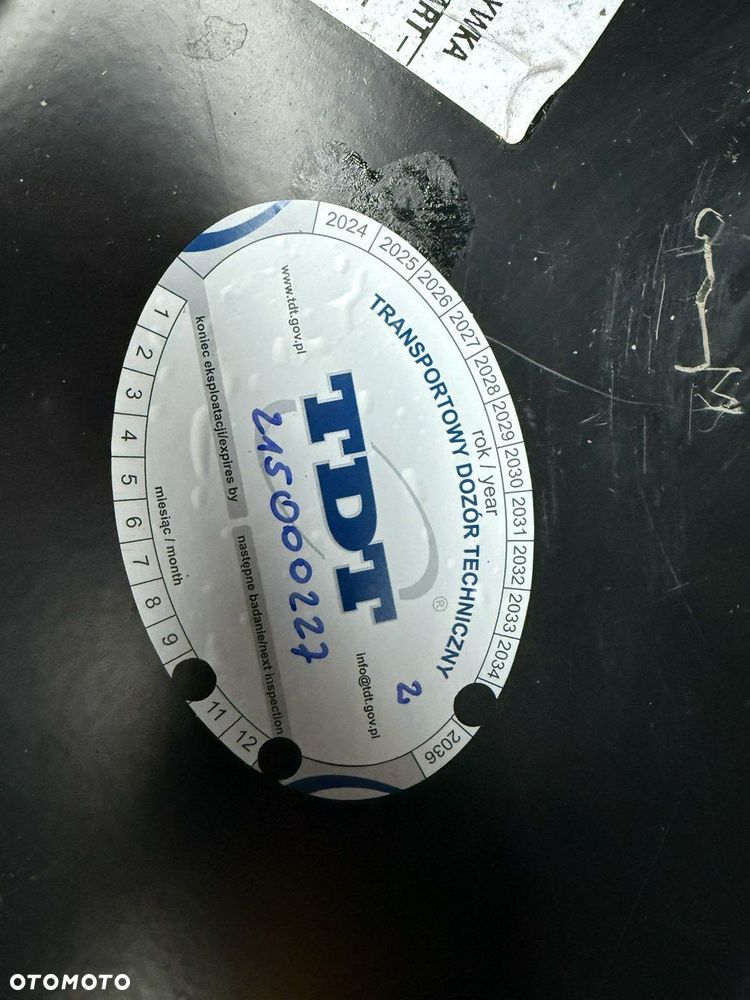 YWKA
RT
2024 2025 2026 2027 2028 2029 2030 2031 2032 2033 2034 2036
rok / year
TRANSPORTOWY DOZÓR TECHNICZNY
www.tdt.gov.pl
TDT
®
info@tdt.gov.pl
2
2150000227
koniec eksploatacji/expires by
następne badanie/next inspection
miesiąc / month
1 2 3 4 5 6 7 8 9 11 12
OTOMOTO